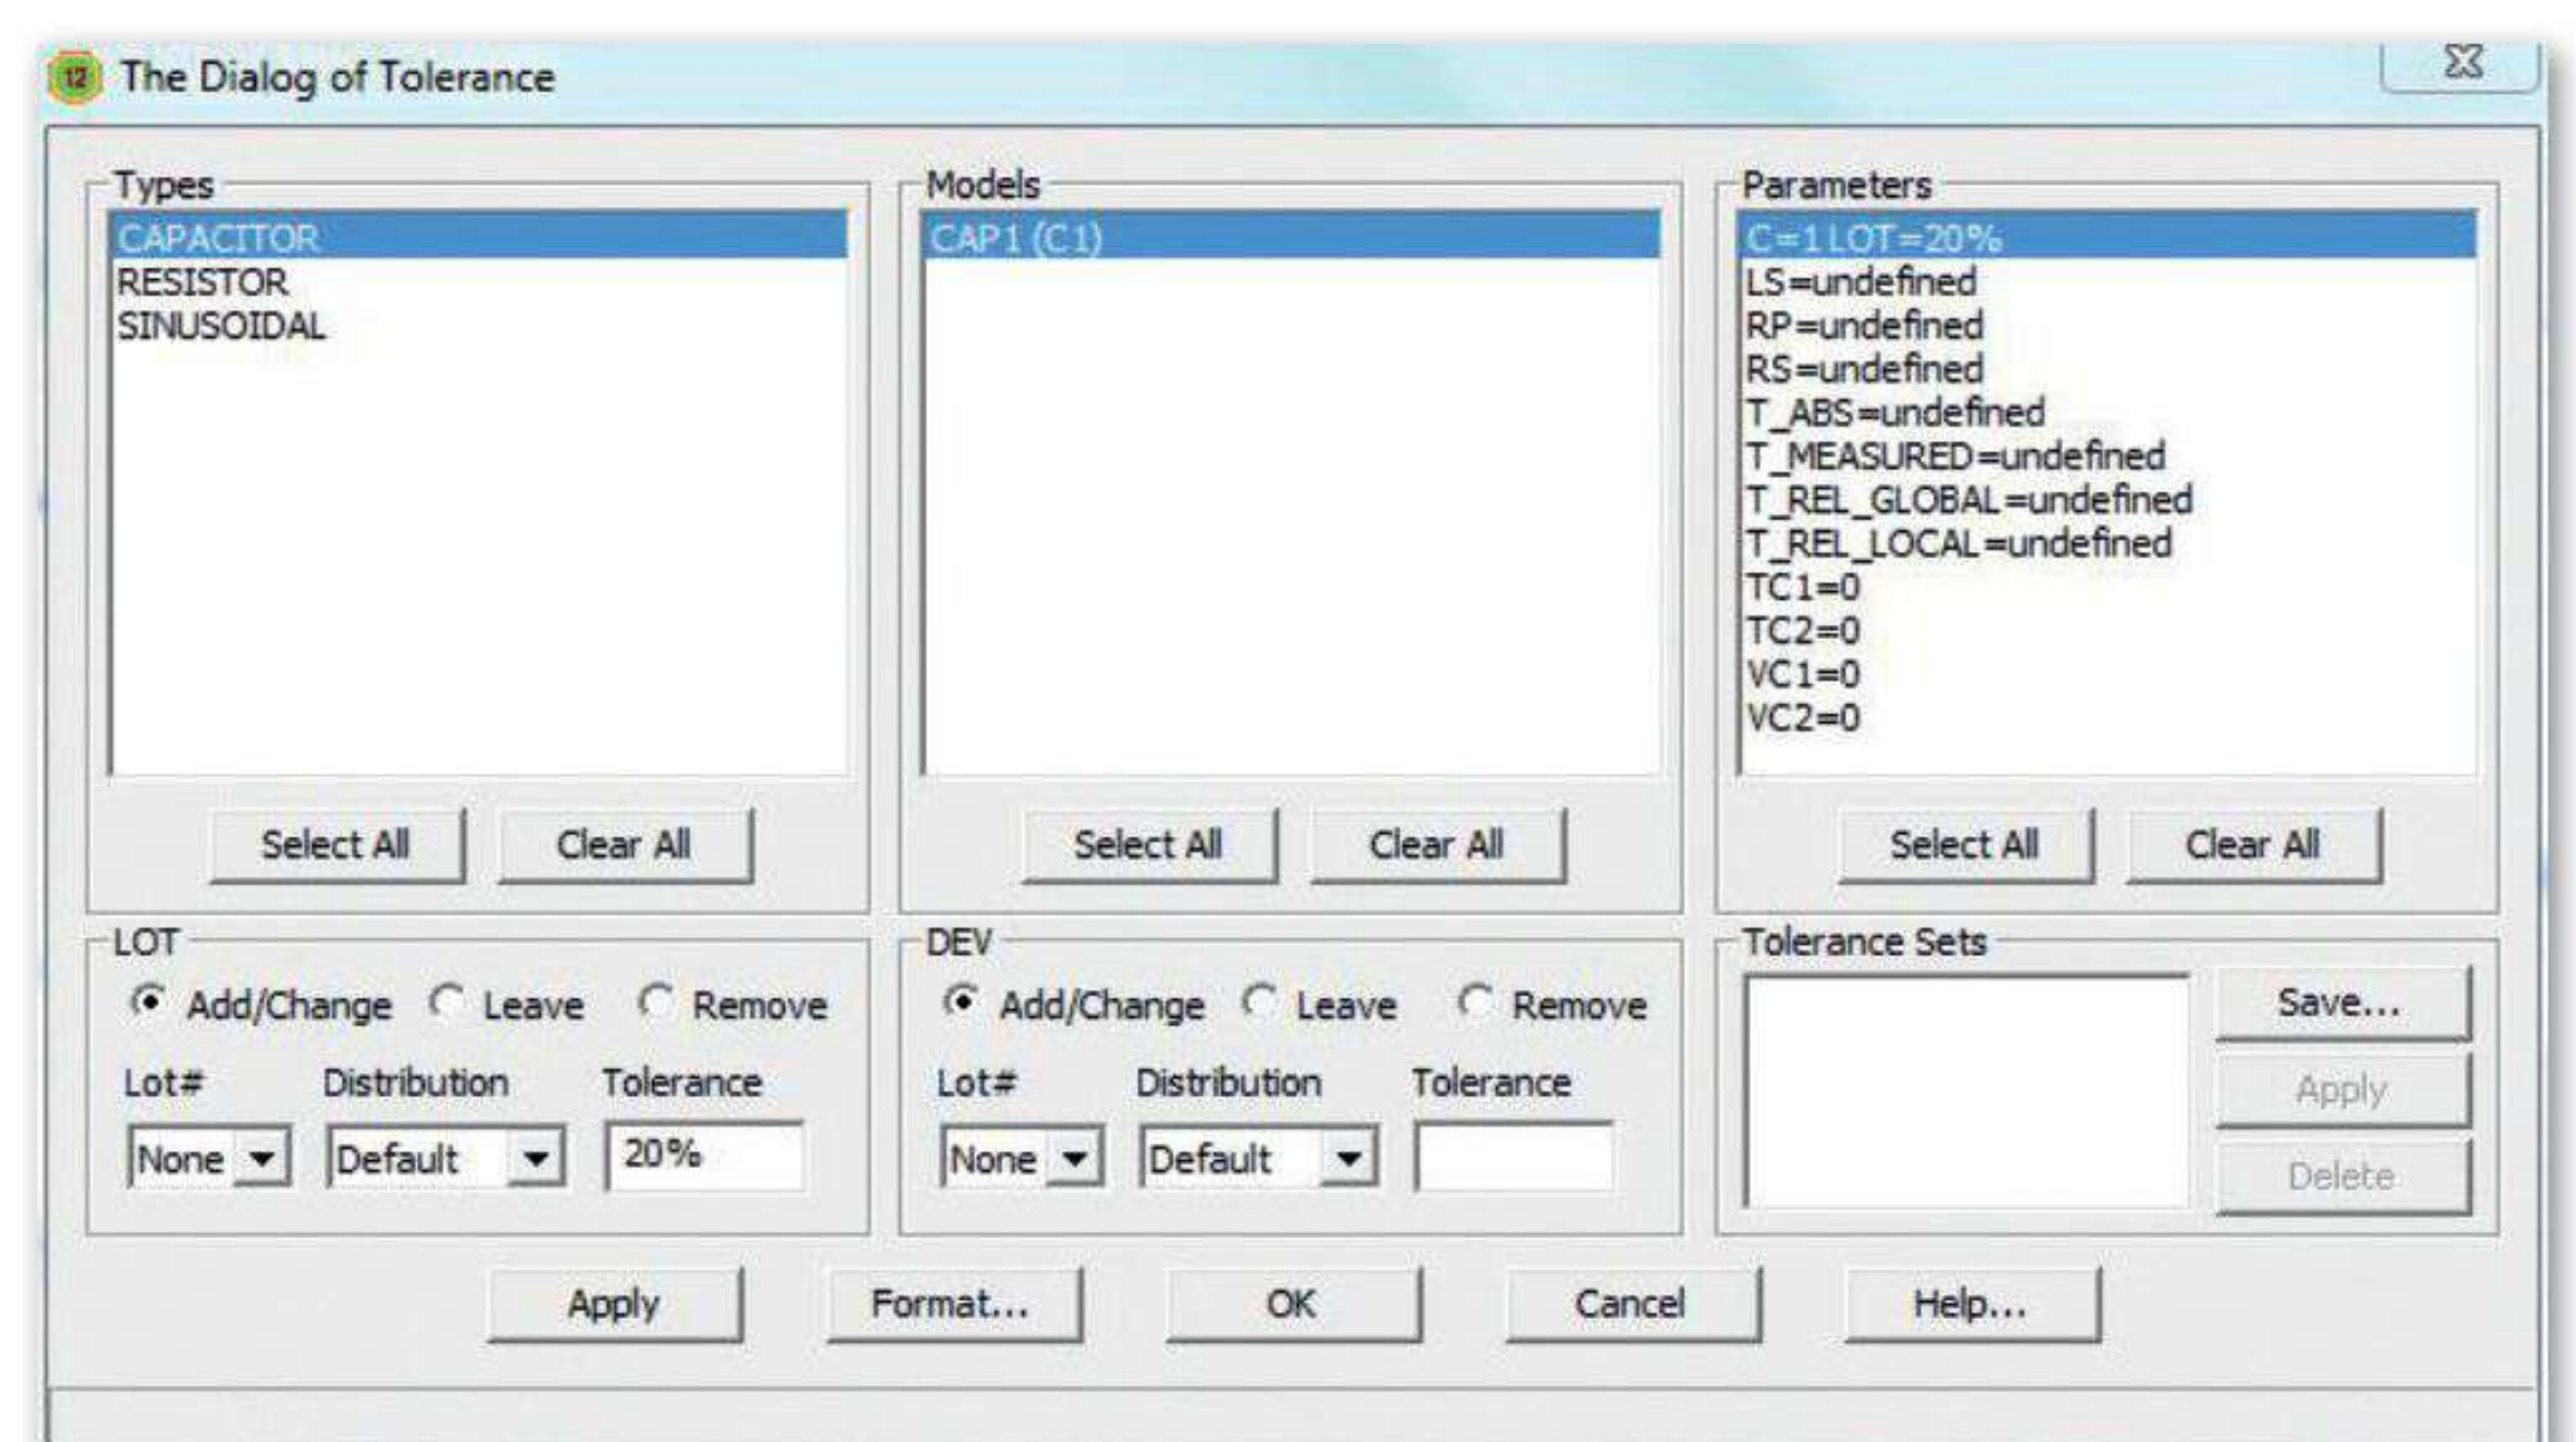 12 The Dialog of Tolerance
Types
CAPACITOR
RESISTOR
SINUSOIDAL
Select All Clear All
Models
CAP1 (C1)
Select All Clear All
Parameters
C=1 LOT=20%
LS=undefined
RP=undefined
RS=undefined
T_ABS=undefined
T_MEASURED=undefined
T_REL_GLOBAL=undefined
T_REL_LOCAL=undefined
TC1=0
TC2=0
VC1=0
VC2=0
Select All Clear All
LOT
Add/Change Leave Remove
Lot# Distribution Tolerance
None Default 20%
DEV
Add/Change Leave Remove
Lot# Distribution Tolerance
None Default
Tolerance Sets
Save...
Apply
Delete
Apply Format... OK Cancel Help...